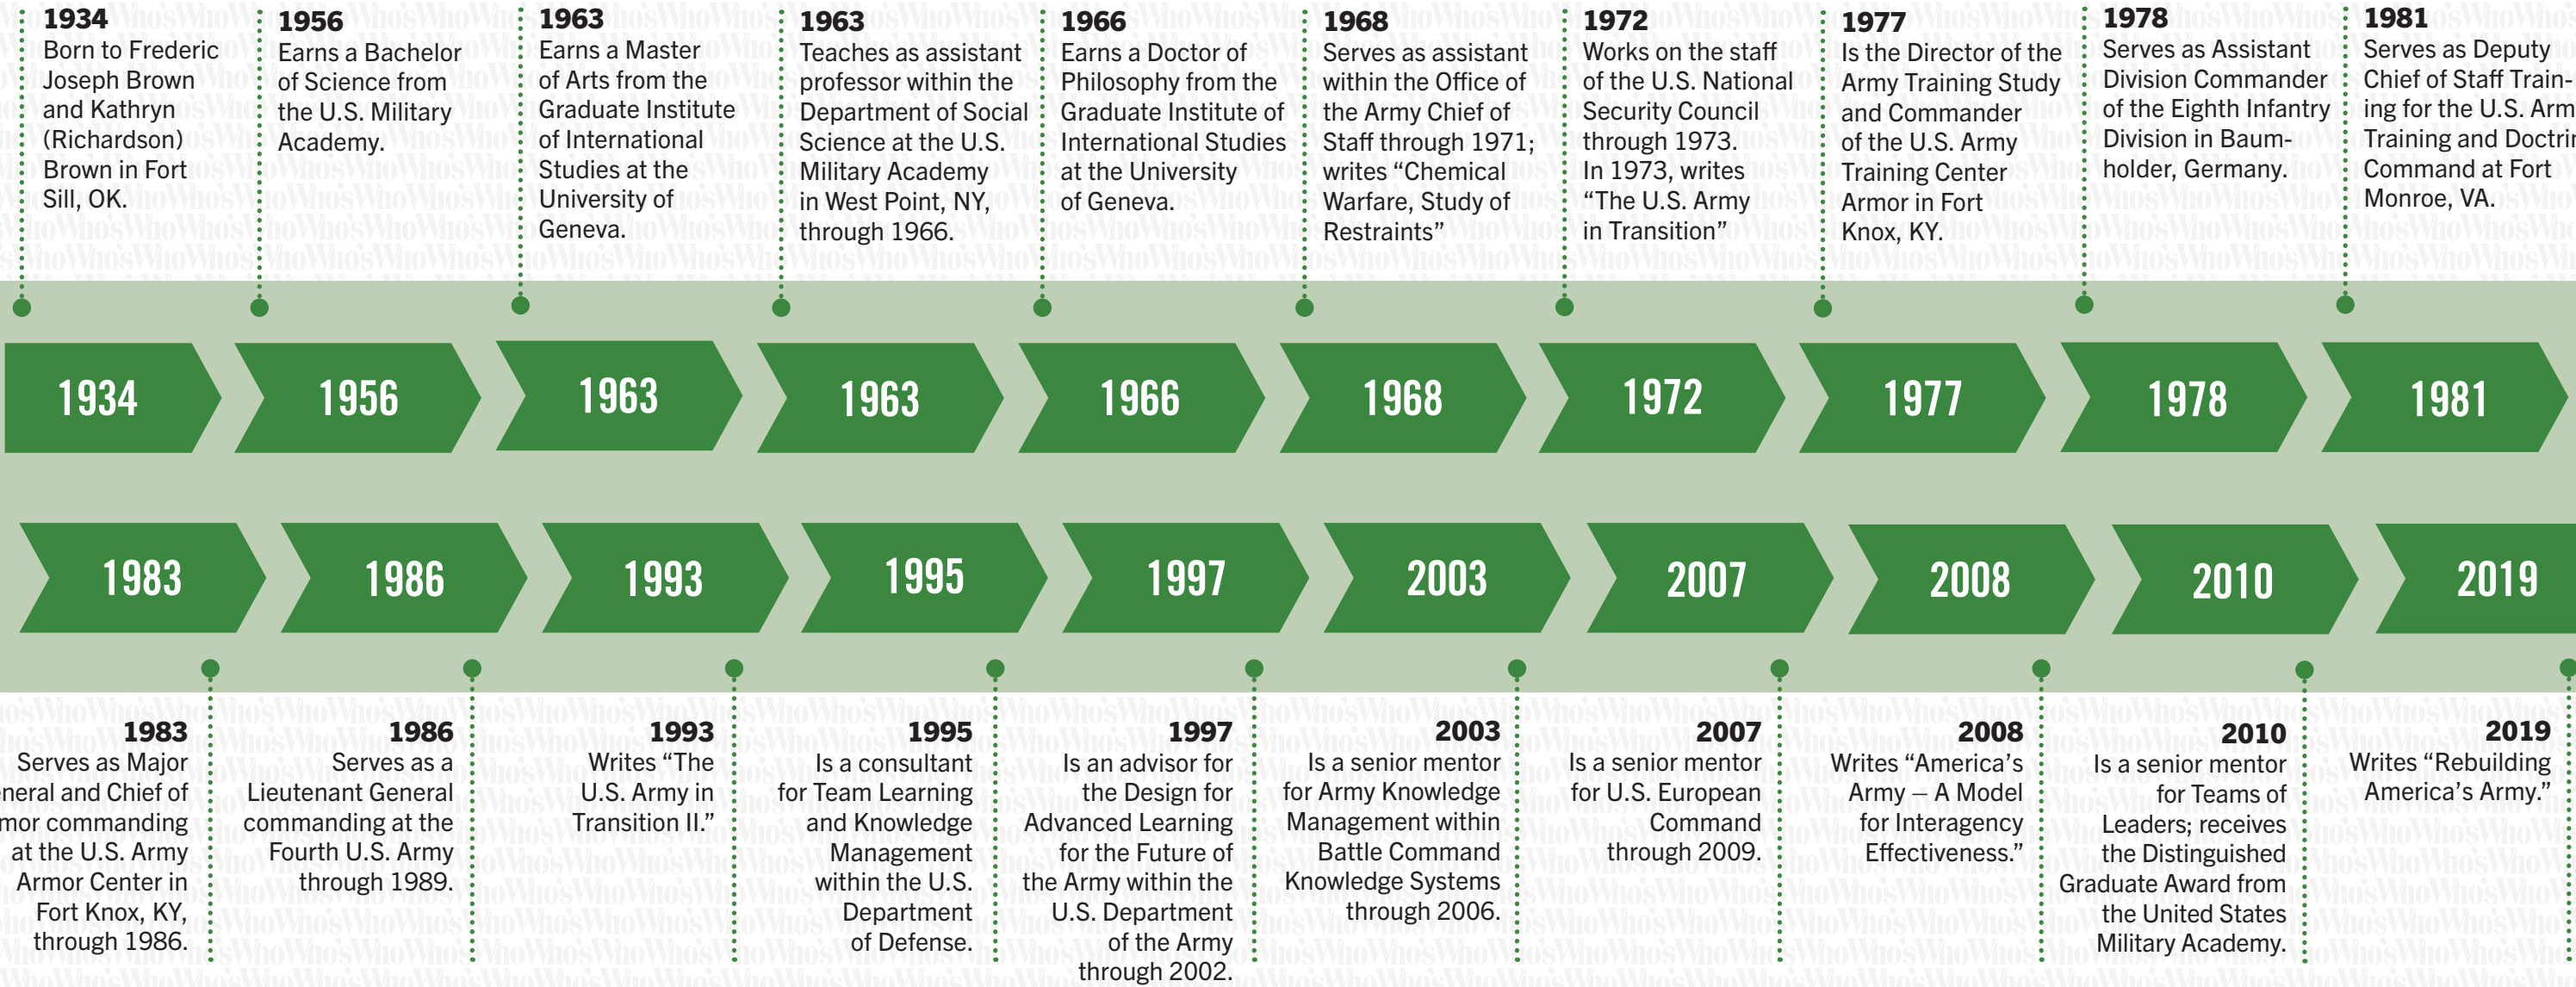 1934
Born to Frederic
Joseph Brown
and Kathryn
(Richardson)
Brown in Fort
Sill, OK.
1956
Earns a Bachelor
of Science from
the U.S. Military
Academy.
1963
Earns a Master
of Arts from the
Graduate Institute
of International
Studies at the
University of
Geneva.
1963
Teaches as assistant
professor within the
Department of Social
Science at the U.S.
Military Academy
in West Point, NY,
through 1966.
1966
Earns a Doctor of
Philosophy from the
Graduate Institute of
International Studies
at the University
of Geneva.
1968
Serves as assistant
within the Office of
the Army Chief of
Staff through 1971;
writes “Chemical
Warfare, Study of
Restraints”
1972
Works on the staff
of the U.S. National
Security Council
through 1973.
In 1973, writes
“The U.S. Army
in Transition”
1977
Is the Director of the
Army Training Study
and Commander
of the U.S. Army
Training Center
Armor in Fort
Knox, KY.
1978
Serves as Assistant
Division Commander
of the Eighth Infantry
Division in Baum-
holder, Germany.
1981
Serves as Deputy
Chief of Staff Train-
ing for the U.S. Arm
Training and Doctrin
Command at Fort
Monroe, VA.
1934
1956
1963
1963
1966
1968
1972
1977
1978
1981
1983
1986
1993
1995
1997
2003
2007
2008
2010
2019
1983
Serves as Major
neral and Chief of
mor commanding
at the U.S. Army
Armor Center in
Fort Knox, KY,
through 1986.
1986
Serves as a
Lieutenant General
commanding at the
Fourth U.S. Army
through 1989.
1993
Writes “The
U.S. Army in
Transition II.”
1995
Is a consultant
for Team Learning
and Knowledge
Management
within the U.S.
Department
of Defense.
1997
Is an advisor for
the Design for
Advanced Learning
for the Future of
the Army within the
U.S. Department
of the Army
through 2002.
2003
Is a senior mentor
for Army Knowledge
Management within
Battle Command
Knowledge Systems
through 2006.
2007
Is a senior mentor
for U.S. European
Command
through 2009.
2008
Writes “America’s
Army – A Model
for Interagency
Effectiveness.”
2010
Is a senior mentor
for Teams of
Leaders; receives
the Distinguished
Graduate Award from
the United States
Military Academy.
2019
Writes “Rebuilding
America’s Army.”